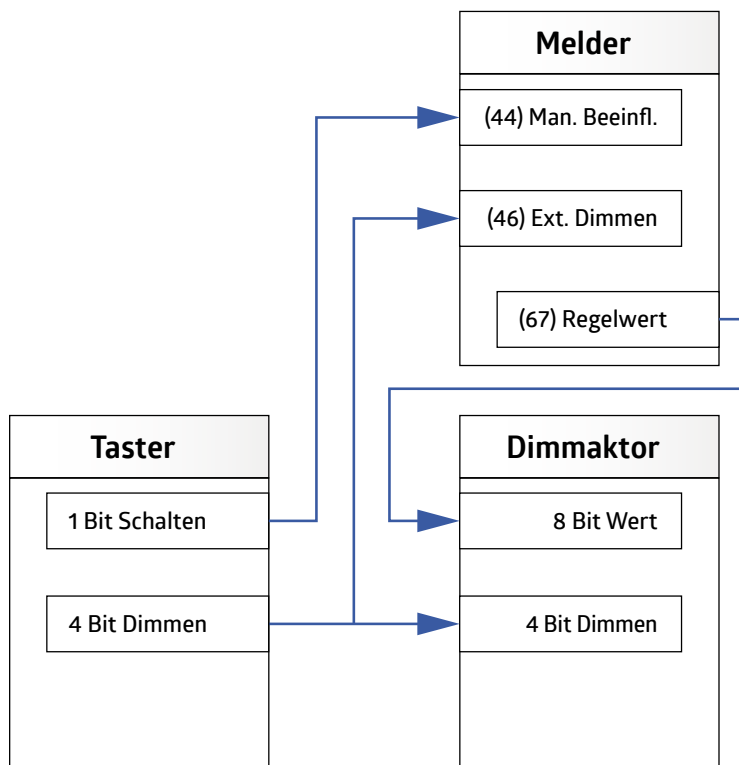 Melder
(44) Man. Beeinfl.
(46) Ext. Dimmen
(67) Regelwert
Taster
1 Bit Schalten
4 Bit Dimmen
Dimmaktor
8 Bit Wert
4 Bit Dimmen